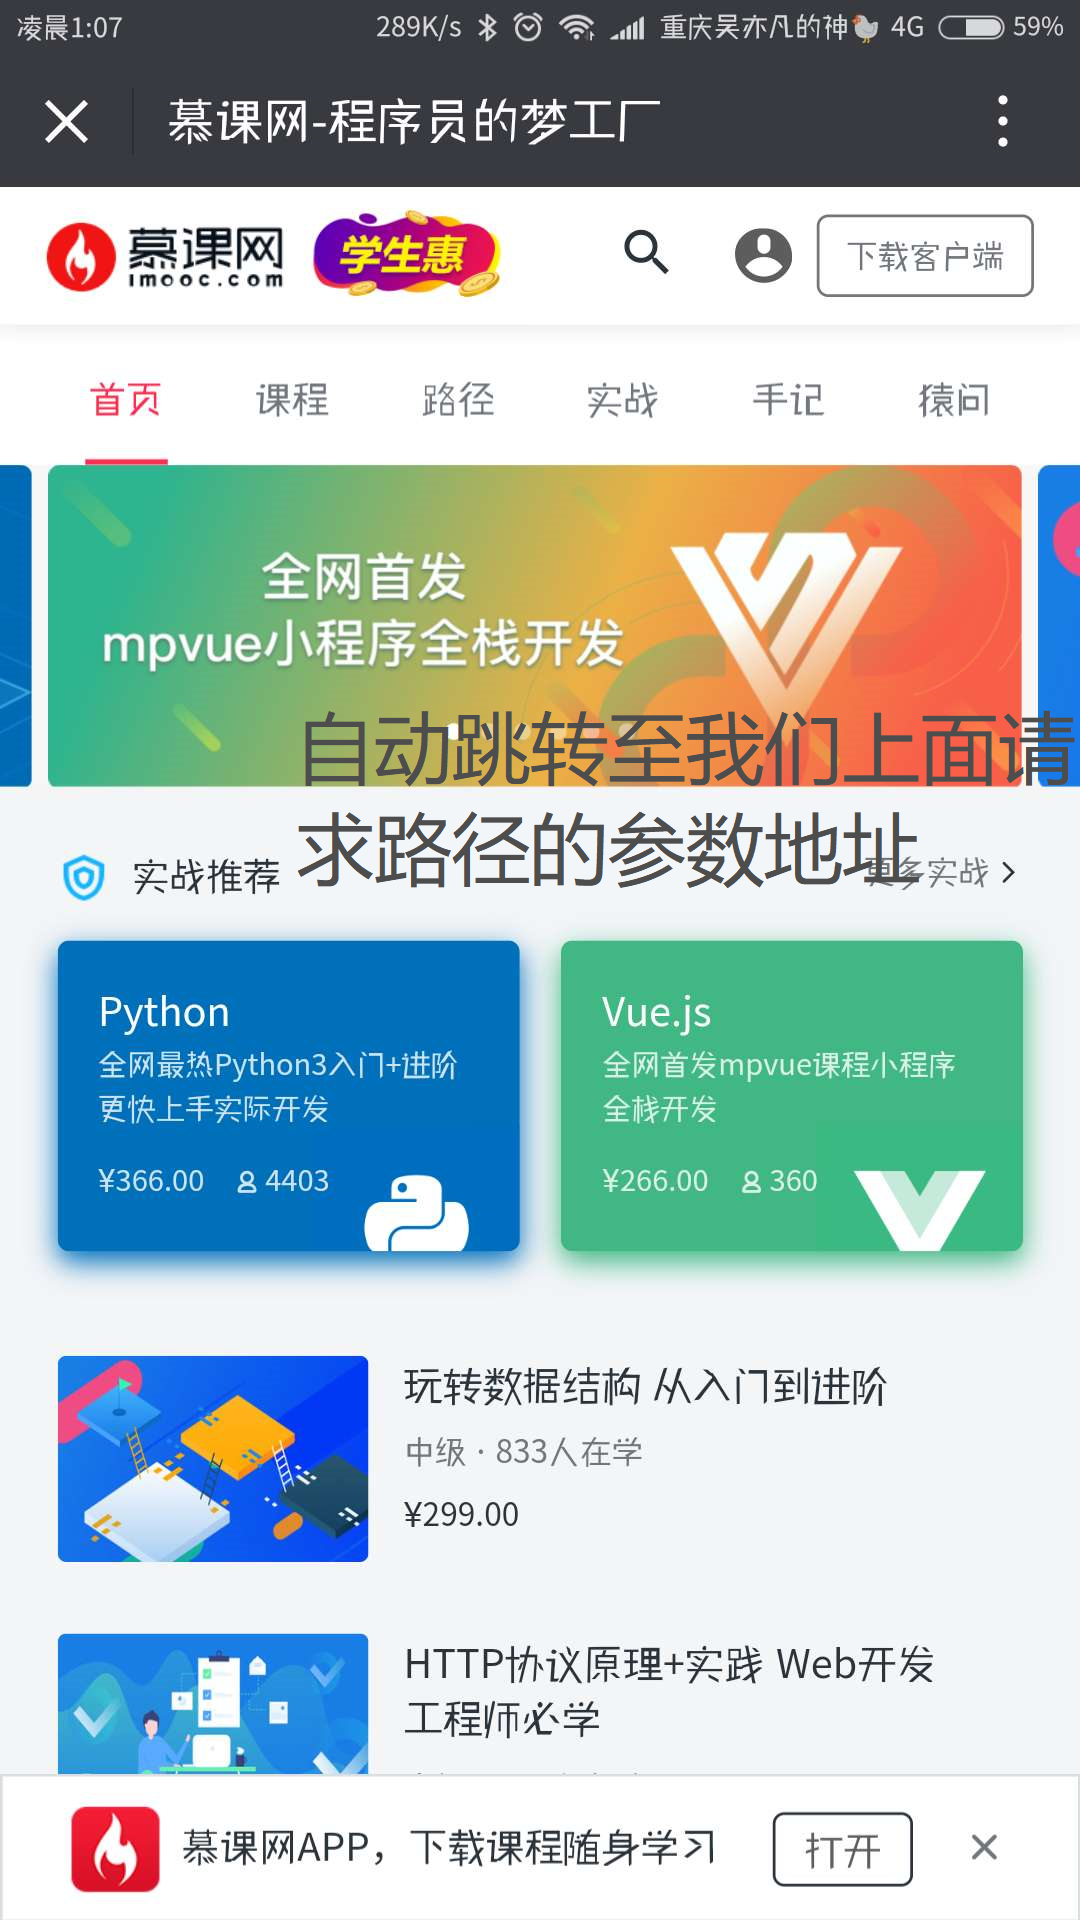 凌晨1:07 289K/s 重庆吴亦凡的神🐓 4G 59%
慕课网-程序员的梦工厂
慕课网 imooc.com 学生惠 下载客户端
首页 课程 路径 实战 手记 猿问
全网首发
mpvue小程序全栈开发
自动跳转至我们上面请
求路径的参数地址
实战推荐 更多实战
Python
全网最热Python3入门+进阶
更快上手实际开发
¥366.00 4403
Vue.js
全网首发mpvue课程小程序
全栈开发
¥266.00 360
玩转数据结构 从入门到进阶
中级 · 833人在学
¥299.00
HTTP协议原理+实践 Web开发
工程师必学
慕课网APP，下载课程随身学习 打开